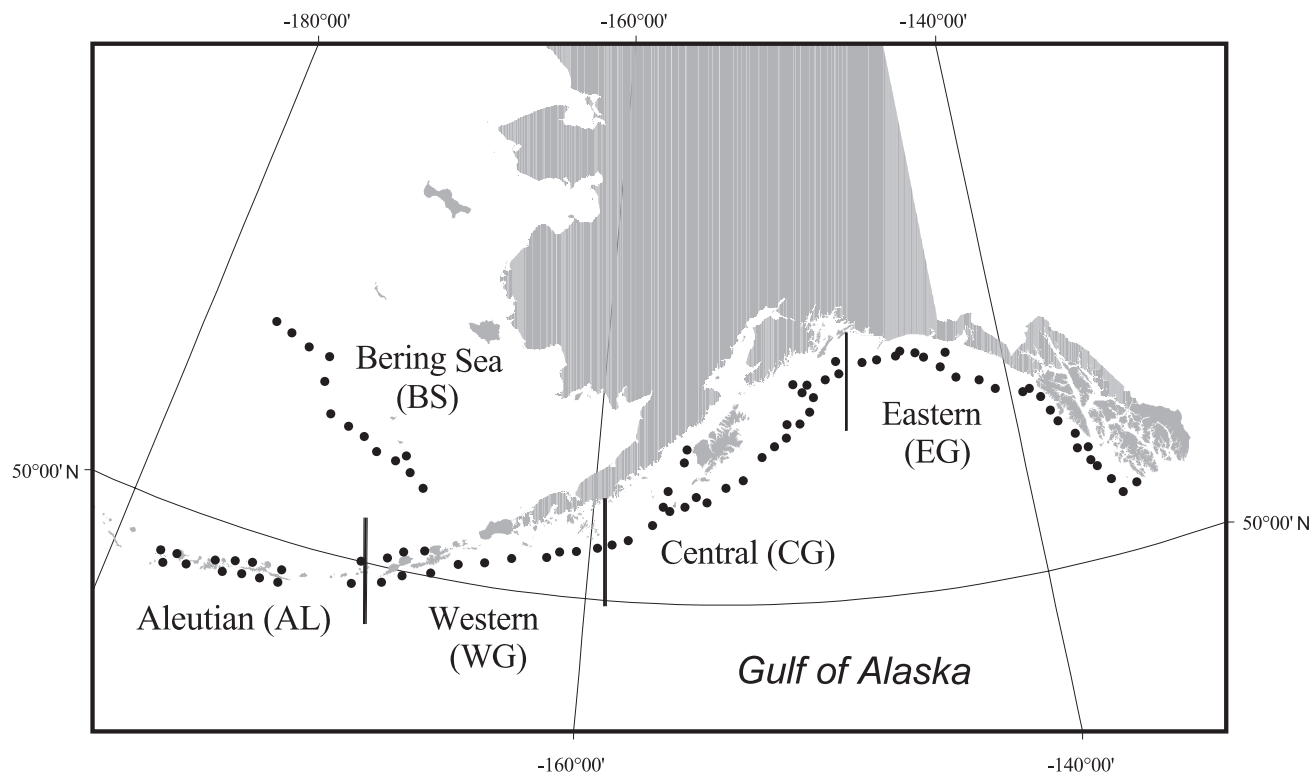 -180°00'
-160°00'
-140°00'
Bering Sea
(BS)
Eastern
(EG)
50°00' N
50°00' N
Central (CG)
Aleutian (AL)
Western
(WG)
Gulf of Alaska
-160°00'
-140°00'